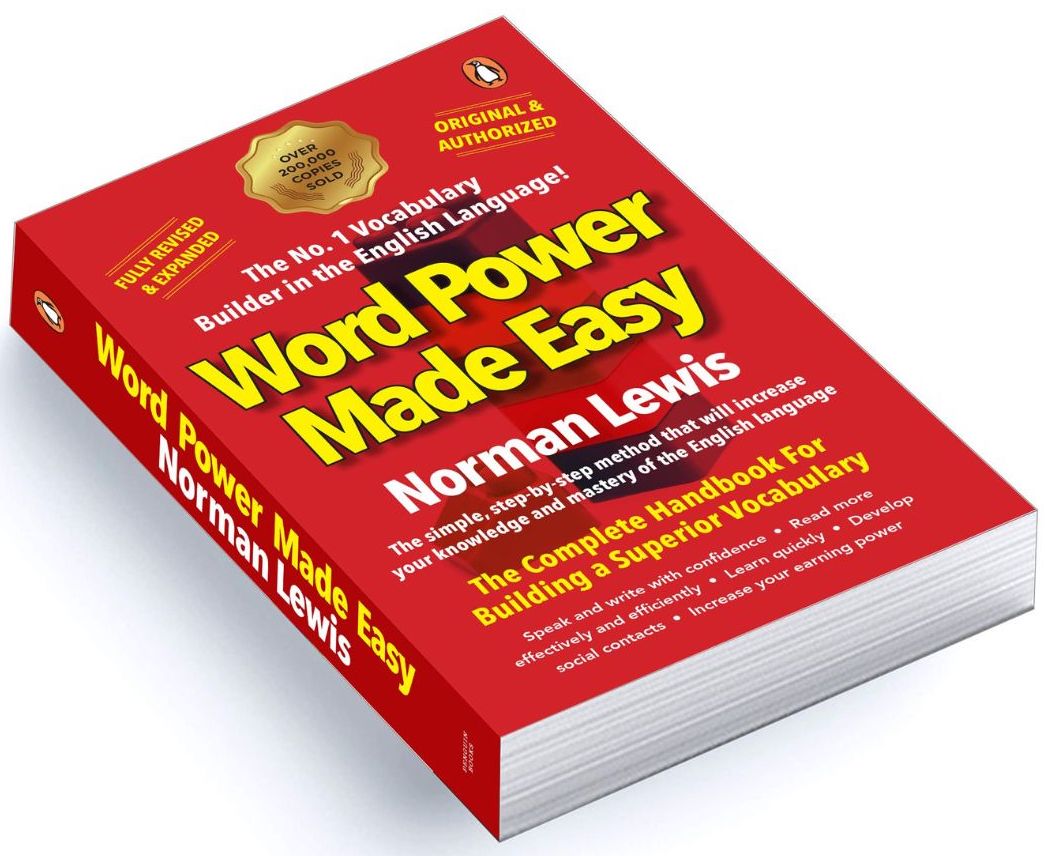 ORIGINAL &
AUTHORIZED
OVER
200,000
COPIES
SOLD
FULLY REVISED
& EXPANDED
The No. 1 Vocabulary
Builder in the English Language!
Word Power
Made Easy
Norman Lewis
The simple, step-by-step method that will increase
your knowledge and mastery of the English language
The Complete Handbook For
Building a Superior Vocabulary
Speak and write with confidence • Read more
effectively and efficiently • Learn quickly • Develop
social contacts • Increase your earning power
Word Power Made Easy
Norman Lewis
PENGUIN
BOOKS